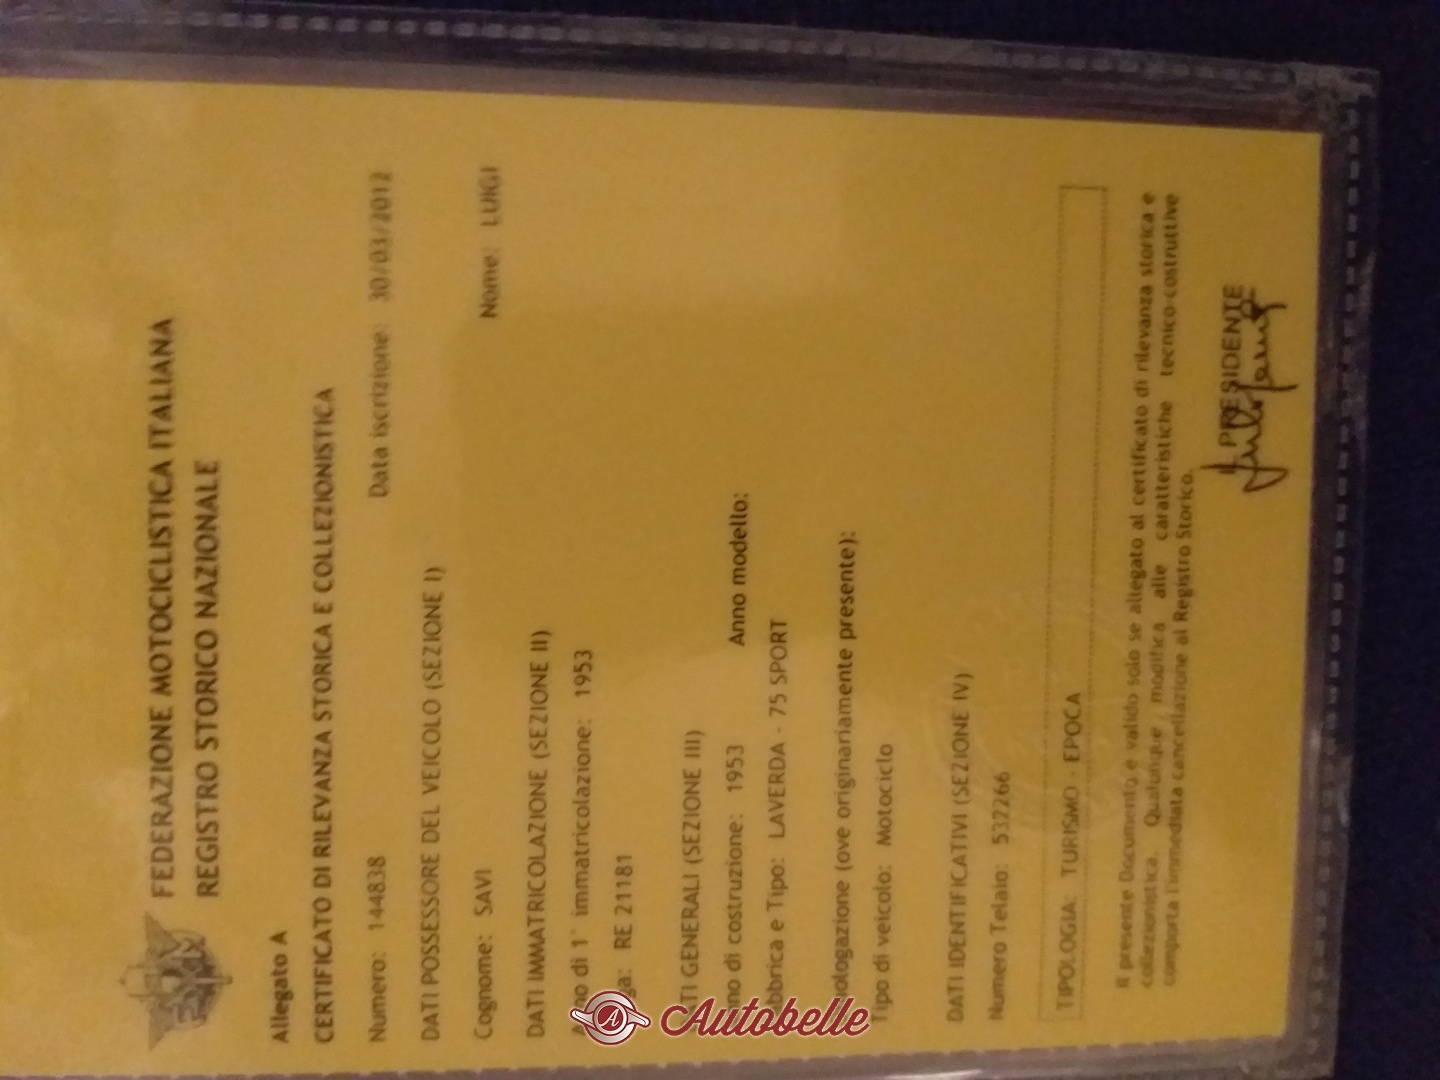 FEDERAZIONE MOTOCICLISTICA ITALIANA
REGISTRO STORICO NAZIONALE
Allegato A
CERTIFICATO DI RILEVANZA STORICA E COLLEZIONISTICA
Numero: 144838 Data iscrizione: 30/03/2012
DATI POSSESSORE DEL VEICOLO (SEZIONE I)
Cognome: SAVI Nome: LUIGI
DATI IMMATRICOLAZIONE (SEZIONE II)
Anno di 1° immatricolazione: 1953
RE 21181
DATI GENERALI (SEZIONE III)
di costruzione: 1953 Anno modello:
e Tipo: LAVERDA - 75 SPORT
(ove originariamente presente):
Tipo di veicolo: Motociclo
DATI IDENTIFICATIVI (SEZIONE IV)
Numero Telaio: 537266
TIPOLOGIA: TURISMO - EPOCA
Il presente Documento è valido solo se allegato al certificato di rilevanza storica e
collezionistica. Qualunque modifica alle caratteristiche tecnico-costruttive
comporta l'immediata cancellazione al Registro Storico.
IL PRESIDENTE
Autobelle